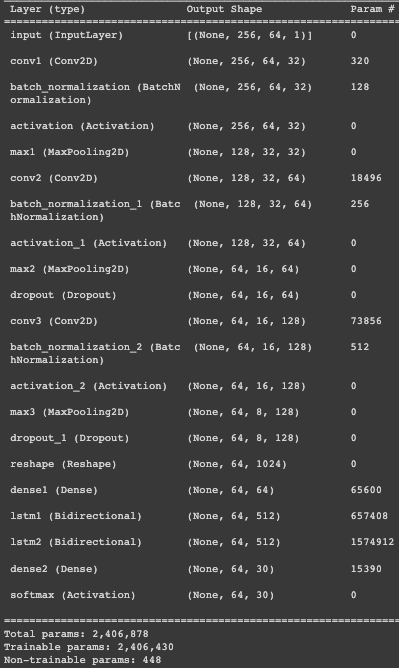 Layer (type) Output Shape Param #
================================================================
input (InputLayer) [(None, 256, 64, 1)] 0
conv1 (Conv2D) (None, 256, 64, 32) 320
batch_normalization (BatchN (None, 256, 64, 32) 128
ormalization)
activation (Activation) (None, 256, 64, 32) 0
max1 (MaxPooling2D) (None, 128, 32, 32) 0
conv2 (Conv2D) (None, 128, 32, 64) 18496
batch_normalization_1 (Batc (None, 128, 32, 64) 256
hNormalization)
activation_1 (Activation) (None, 128, 32, 64) 0
max2 (MaxPooling2D) (None, 64, 16, 64) 0
dropout (Dropout) (None, 64, 16, 64) 0
conv3 (Conv2D) (None, 64, 16, 128) 73856
batch_normalization_2 (Batc (None, 64, 16, 128) 512
hNormalization)
activation_2 (Activation) (None, 64, 16, 128) 0
max3 (MaxPooling2D) (None, 64, 8, 128) 0
dropout_1 (Dropout) (None, 64, 8, 128) 0
reshape (Reshape) (None, 64, 1024) 0
dense1 (Dense) (None, 64, 64) 65600
lstm1 (Bidirectional) (None, 64, 512) 657408
lstm2 (Bidirectional) (None, 64, 512) 1574912
dense2 (Dense) (None, 64, 30) 15390
softmax (Activation) (None, 64, 30) 0
================================================================
Total params: 2,406,878
Trainable params: 2,406,430
Non-trainable params: 448